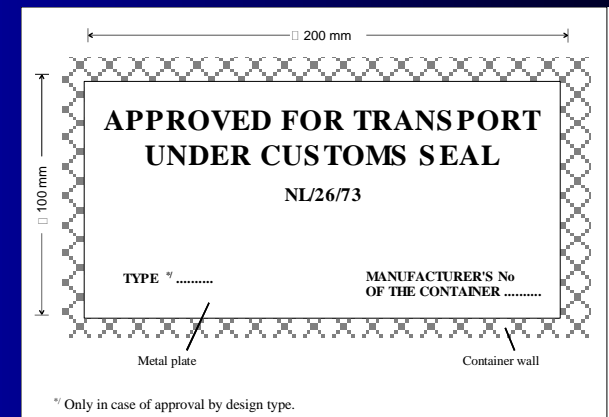 □ 200 mm
□ 100 mm
APPROVED FOR TRANSPORT
UNDER CUSTOMS SEAL
NL/26/73
TYPE */ ..........
MANUFACTURER'S No
OF THE CONTAINER ..........
Metal plate
Container wall
*/ Only in case of approval by design type.